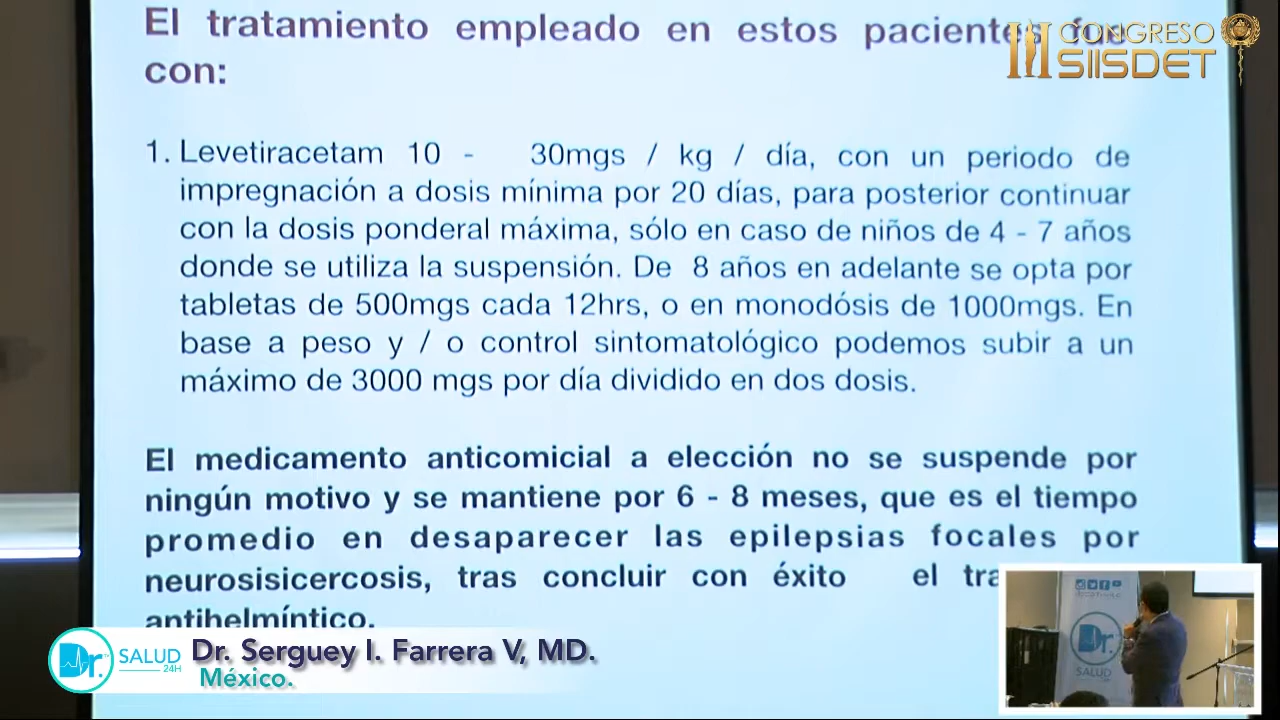 El tratamiento empleado en estos pacientes fue
con:
III CONGRESO
SIISDET
1. Levetiracetam 10 - 30mgs / kg / día, con un periodo de
impregnación a dosis mínima por 20 días, para posterior continuar
con la dosis ponderal máxima, sólo en caso de niños de 4 - 7 años
donde se utiliza la suspensión. De 8 años en adelante se opta por
tabletas de 500mgs cada 12hrs, o en monodósis de 1000mgs. En
base a peso y / o control sintomatológico podemos subir a un
máximo de 3000 mgs por día dividido en dos dosis.
El medicamento anticomicial a elección no se suspende por
ningún motivo y se mantiene por 6 - 8 meses, que es el tiempo
promedio en desaparecer las epilepsias focales por
neurosisicercosis, tras concluir con éxito el tra
antihelmíntico.
Dr. SALUD
24H
Dr. Serguey I. Farrera V, MD.
México.
Dr.
SALUD